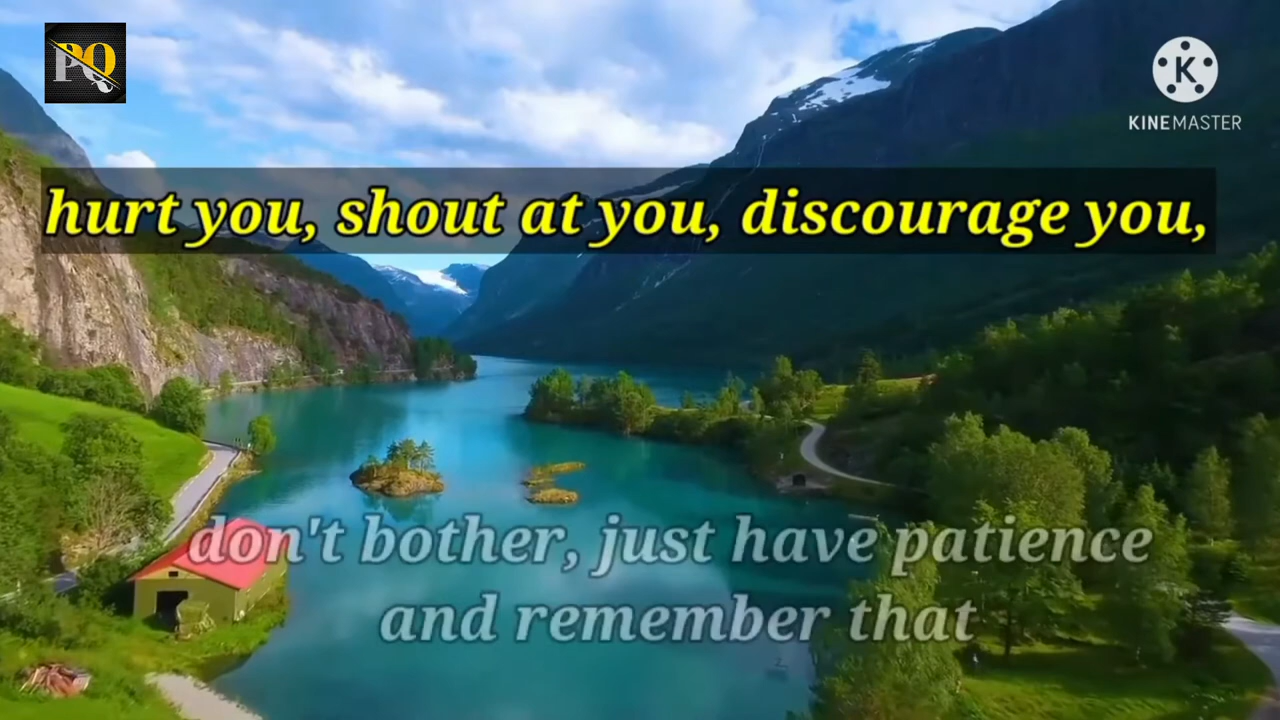 PQ
K
KINEMASTER
hurt you, shout at you, discourage you,
don't bother, just have patience
and remember that